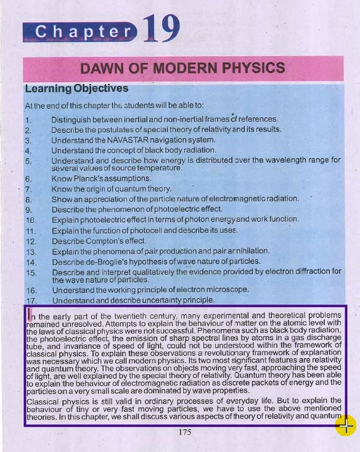 Chapter 19
DAWN OF MODERN PHYSICS
Learning Objectives
At the end of this chapter the students will be able to:
1. Distinguish between inertial and non-inertial frames of references.
2. Describe the postulates of special theory of relativity and its results.
3. Understand the NAVASTAR navigation system.
4. Understand the concept of black body radiation.
5. Understand and describe how energy is distributed over the wavelength range for
several values of source temperature.
6. Know Planck's assumptions.
7. Know the origin of quantum theory.
8. Show an appreciation of the particle nature of electromagnetic radiation.
9. Describe the phenomenon of photoelectric effect.
10. Explain photoelectric effect in terms of photon energy and work function.
11. Explain the function of photocell and describe its uses.
12. Describe Compton's effect.
13. Explain the phenomena of pair production and pair annihilation.
14. Describe de-Broglie's hypothesis of wave nature of particles.
15. Describe and interpret qualitatively the evidence provided by electron diffraction for
the wave nature of particles.
16. Understand the working principle of electron microscope.
17. Understand and describe uncertainty principle.
In the early part of the twentieth century, many experimental and theoretical problems
remained unresolved. Attempts to explain the behaviour of matter on the atomic level with
the laws of classical physics were not successful. Phenomena such as black body radiation,
the photoelectric effect, the emission of sharp spectral lines by atoms in a gas discharge
tube, and invariance of speed of light, could not be understood within the framework of
classical physics. To explain these observations a revolutionary framework of explanation
was necessary which we call modern physics. Its two most significant features are relativity
and quantum theory. The observations on objects moving very fast, approaching the speed
of light, are well explained by the special theory of relativity. Quantum theory has been able
to explain the behaviour of electromagnetic radiation as discrete packets of energy and the
particles on a very small scale are dominated by wave properties.
Classical physics is still valid in ordinary processes of everyday life. But to explain the
behaviour of tiny or very fast moving particles, we have to use the above mentioned
theories. In this chapter, we shall discuss various aspects of theory of relativity and quantum
175